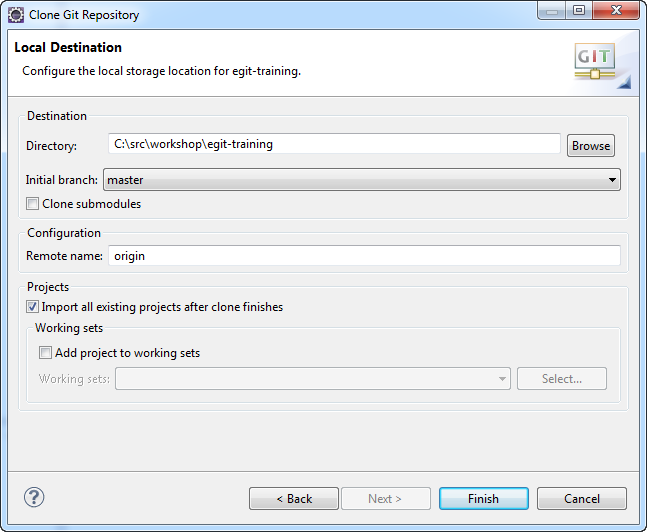 Clone Git Repository
Local Destination
Configure the local storage location for egit-training.
GIT
Destination
Directory: C:\src\workshop\egit-training Browse
Initial branch: master
Clone submodules
Configuration
Remote name: origin
Projects
Import all existing projects after clone finishes
Working sets
Add project to working sets
Working sets: Select...
? < Back Next > Finish Cancel